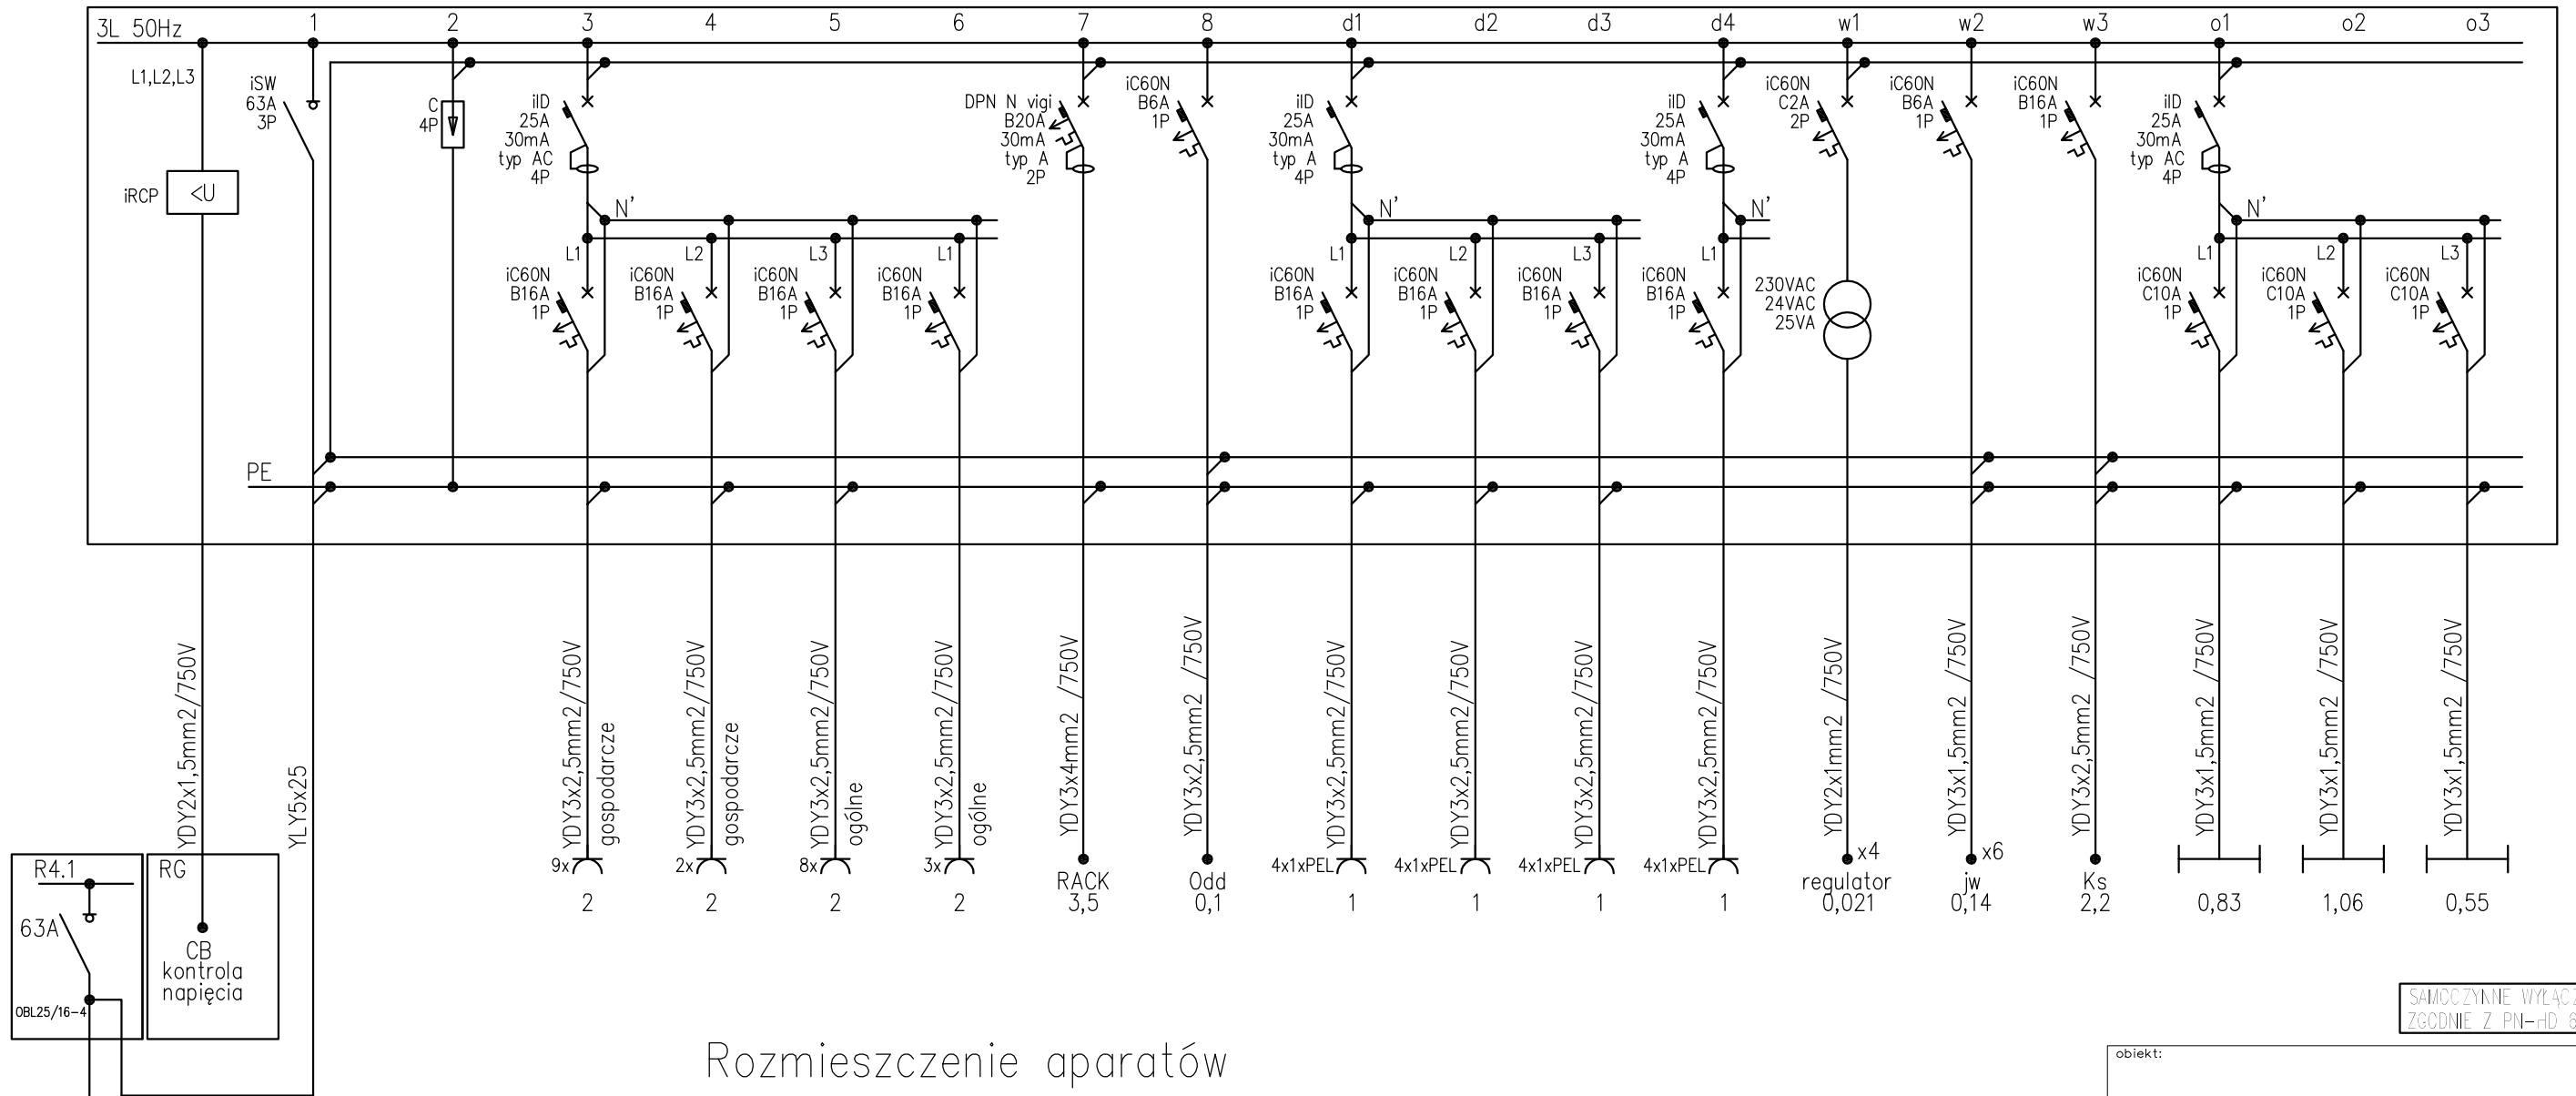 3L 50Hz
1 2 3 4 5 6 7 8 d1 d2 d3 d4 w1 w2 w3 o1 o2 o3
L1,L2,L3
iRCP
<U
iSW
63A
3P
C
4P
iID
25A
30mA
typ AC
4P
DPN N vigi
B20A
30mA
typ A
2P
iC60N
B6A
1P
iID
25A
30mA
typ A
4P
iID
25A
30mA
typ A
4P
iC60N
C2A
2P
iC60N
B6A
1P
iC60N
B16A
1P
iID
25A
30mA
typ AC
4P
N' N' N' N'
L1 L2 L3 L1 L1 L2 L3 L1 L1 L2 L3
iC60N
B16A
1P
iC60N
B16A
1P
iC60N
B16A
1P
iC60N
B16A
1P
iC60N
B16A
1P
iC60N
B16A
1P
iC60N
B16A
1P
iC60N
B16A
1P
230VAC
24VAC
25VA
iC60N
C10A
1P
iC60N
C10A
1P
iC60N
C10A
1P
PE
YDY2x1,5mm2/750V
YLY5x25
YDY3x2,5mm2/750V
gospodarcze
YDY3x2,5mm2/750V
gospodarcze
YDY3x2,5mm2/750V
ogólne
YDY3x2,5mm2/750V
ogólne
YDY3x4mm2 /750V
YDY3x2,5mm2 /750V
YDY3x2,5mm2/750V
YDY3x2,5mm2/750V
YDY3x2,5mm2/750V
YDY3x2,5mm2/750V
YDY2x1mm2 /750V
YDY3x1,5mm2 /750V
YDY3x2,5mm2 /750V
YDY3x1,5mm2 /750V
YDY3x1,5mm2 /750V
YDY3x1,5mm2 /750V
R4.1
63A
OBL25/16-4
RG
CB
kontrola
napięcia
9x
2
2x
2
8x
2
3x
2
RACK
3,5
Odd
0,1
4x1xPEL
1
4x1xPEL
1
4x1xPEL
1
4x1xPEL
1
x4
regulator
0,021
x6
jw
0,14
Ks
2,2
0,83
1,06
0,55
Rozmieszczenie aparatów
SAMOCZYNNE WYŁĄCZ
ZGODNIE Z PN-HD 6
obiekt: